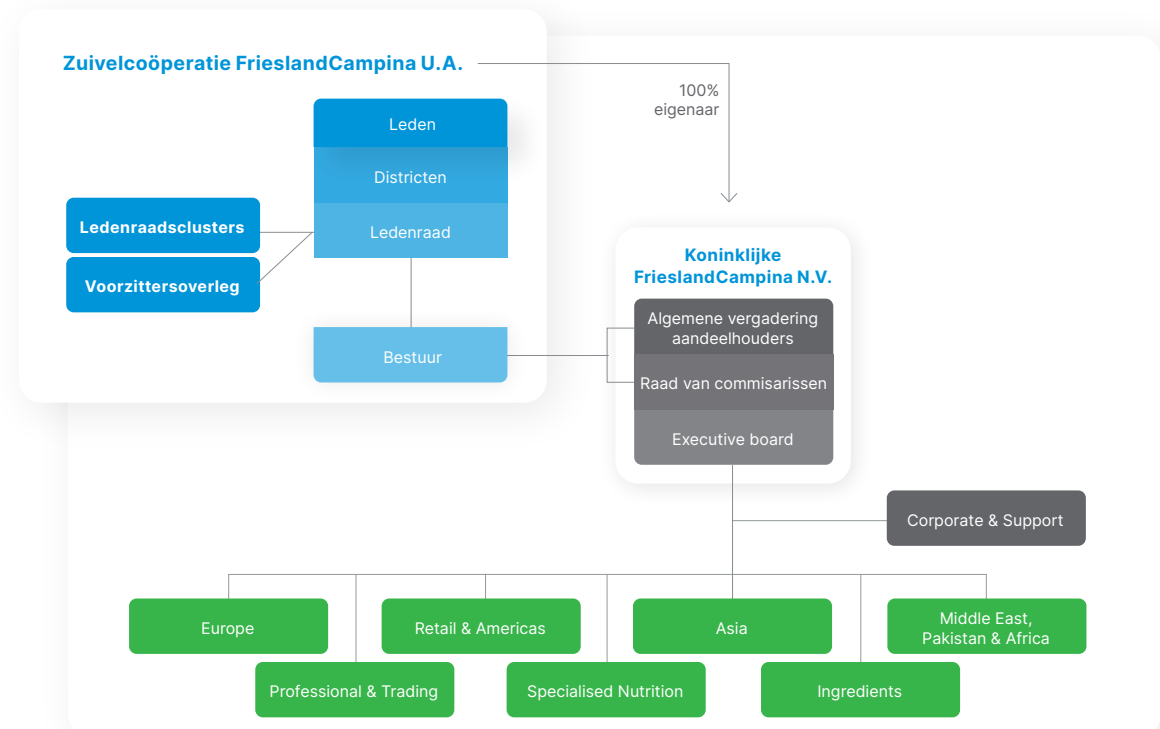 Zuivelcoöperatie FrieslandCampina U.A.
100%
eigenaar
Leden
Districten
Ledenraad
Ledenraadsclusters
Voorzittersoverleg
Bestuur
Koninklijke
FrieslandCampina N.V.
Algemene vergadering
aandeelhouders
Raad van commisarissen
Executive board
Corporate & Support
Europe
Retail & Americas
Asia
Middle East,
Pakistan & Africa
Professional & Trading
Specialised Nutrition
Ingredients